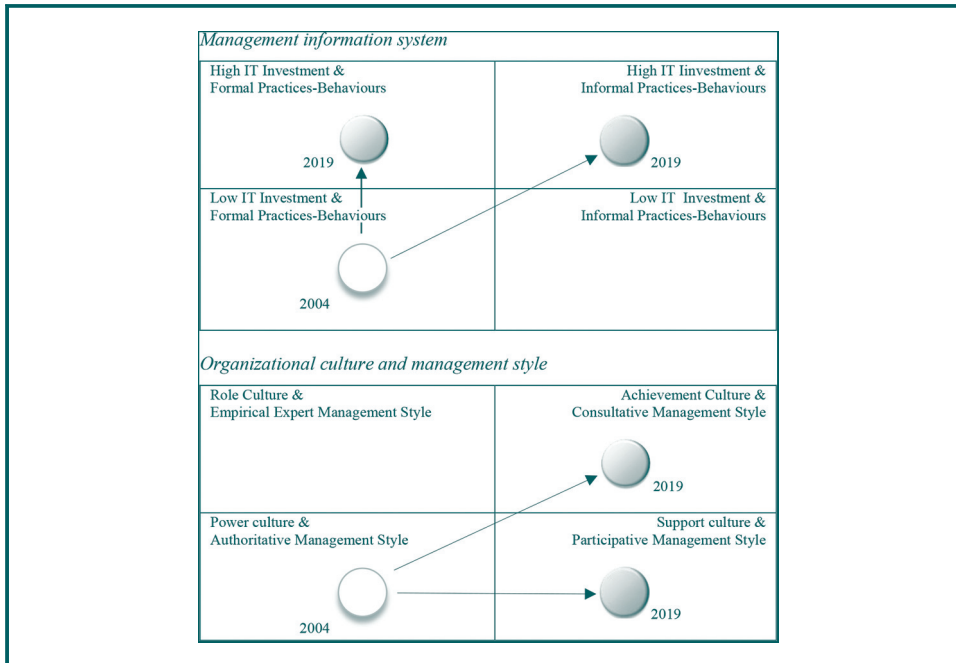 Management information system
High IT Investment &
Formal Practices-Behaviours
High IT Iinvestment &
Informal Practices-Behaviours
2019
2019
Low IT Investment &
Formal Practices-Behaviours
Low IT Investment &
Informal Practices-Behaviours
2004
Organizational culture and management style
Role Culture &
Empirical Expert Management Style
Achievement Culture &
Consultative Management Style
2019
Power culture &
Authoritative Management Style
Support culture &
Participative Management Style
2004
2019